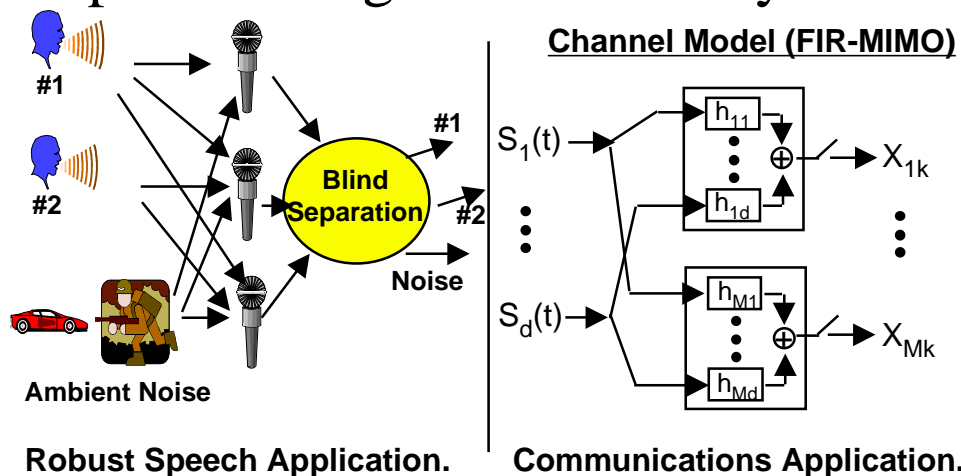 Channel Model (FIR-MIMO)
#1
#2
Ambient Noise
Blind
Separation
#1
#2
Noise
Robust Speech Application.
S1(t)
Sd(t)
h11
h1d
hM1
hMd
X1k
XMk
Communications Application.